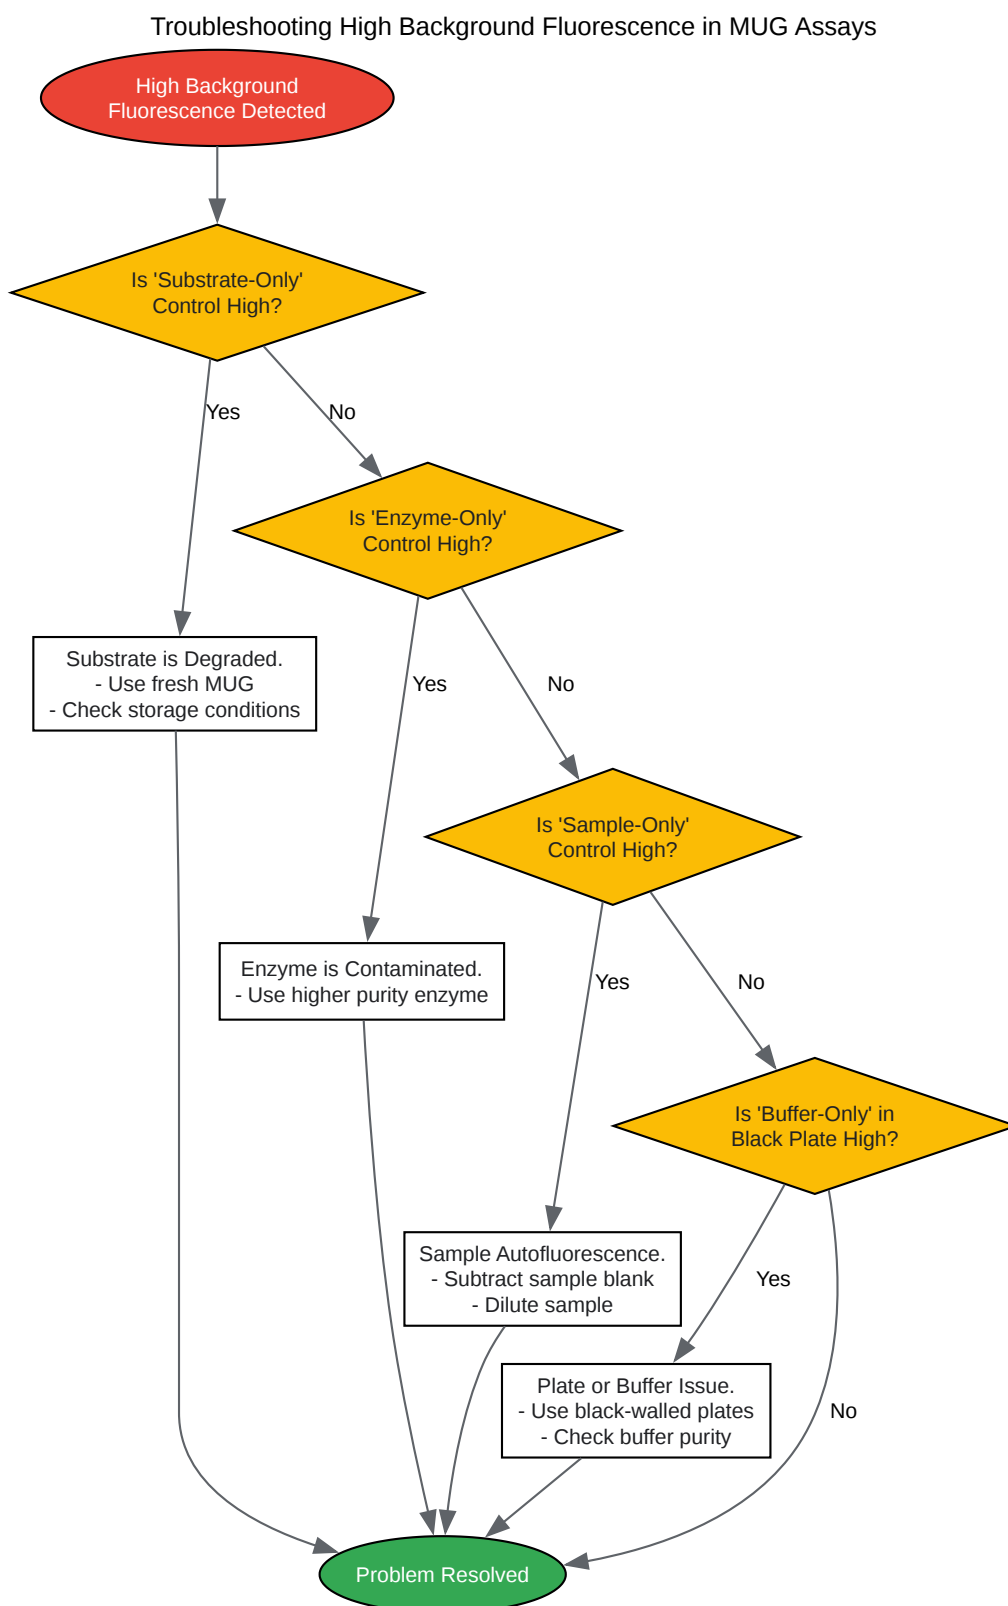 Troubleshooting High Background Fluorescence in MUG Assays
High Background
Fluorescence Detected
Is 'Substrate-Only'
Control High?
Yes
No
Is 'Enzyme-Only'
Control High?
Substrate is Degraded.
- Use fresh MUG
- Check storage conditions
Yes
No
Is 'Sample-Only'
Control High?
Enzyme is Contaminated.
- Use higher purity enzyme
Yes
No
Is 'Buffer-Only' in
Black Plate High?
Sample Autofluorescence.
- Subtract sample blank
- Dilute sample
Yes
Plate or Buffer Issue.
- Use black-walled plates
- Check buffer purity
No
Problem Resolved